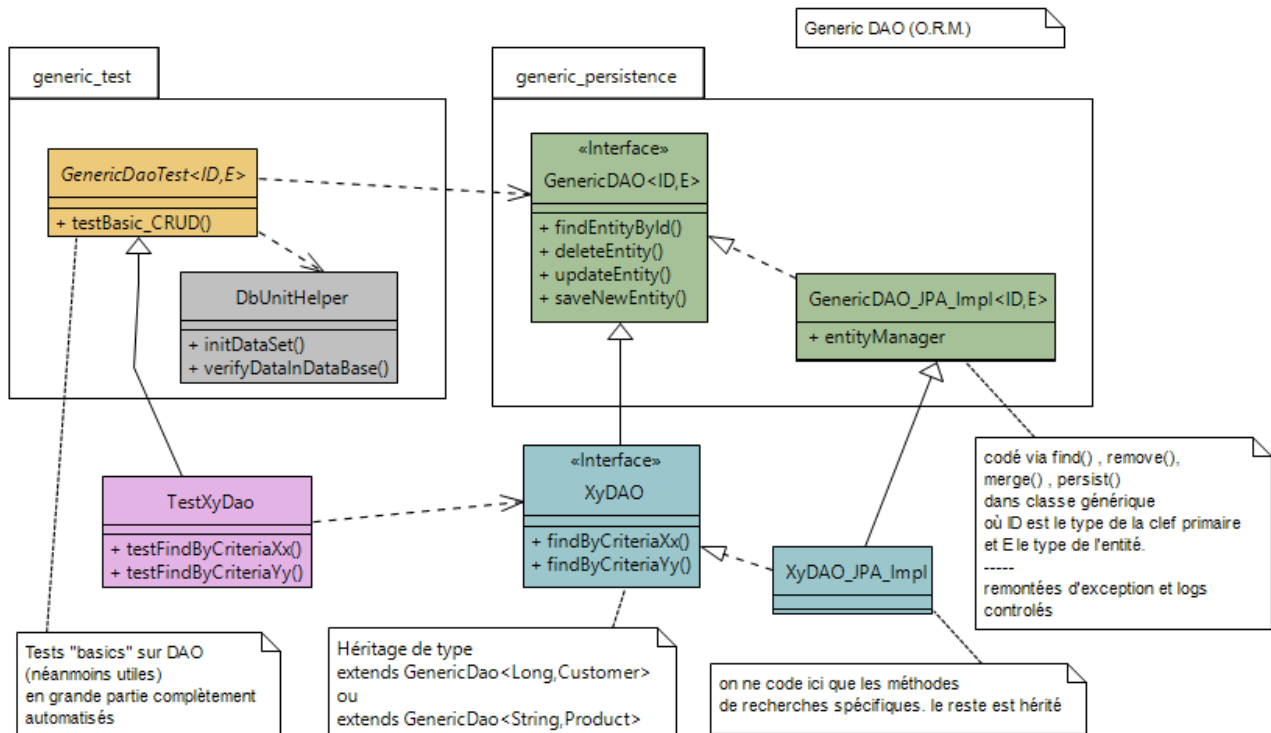 Generic DAO (O.R.M.)
generic_test
generic_persistence
GenericDaoTest<ID,E>
+ testBasic_CRUD()
«Interface»
GenericDAO<ID,E>
+ findEntityById()
+ deleteEntity()
+ updateEntity()
+ saveNewEntity()
DbUnitHelper
+ initDataSet()
+ verifyDataInDataBase()
GenericDAO_JPA_Impl<ID,E>
+ entityManager
TestXyDao
+ testFindByCriteriaXx()
+ testFindByCriteriaYy()
«Interface»
XyDAO
+ findByCriteriaXx()
+ findByCriteriaYy()
XyDAO_JPA_Impl
codé via find() , remove(),
merge() , persist()
dans classe générique
où ID est le type de la clef primaire
et E le type de l'entité.
-----
remontées d'exception et logs
controlés
Tests "basics" sur DAO
(néanmoins utiles)
en grande partie complètement
automatisés
Héritage de type
extends GenericDao<Long,Customer>
ou
extends GenericDao<String,Product>
on ne code ici que les méthodes
de recherches spécifiques. le reste est hérité